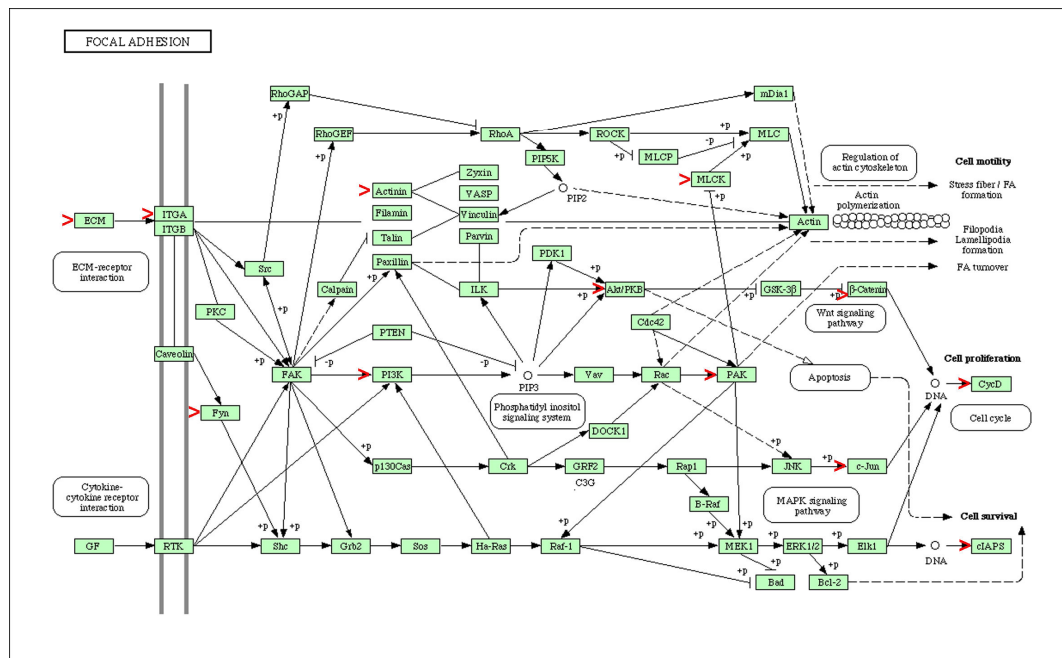 FOCAL ADHESION
RhoGAP
mDia1
+p
+p
RhoGEF
RhoA
ROCK
MLC
-p
+p
+p
+p
PIP5K
MLCP
Regulation of
actin cytoskeleton
Cell motility
Zyxin
MLCK
Stress fiber / FA
formation
Actinin
VASP
PIP2
+p
Actin
polymerization
ECM
ITGA
Filamin
Vinculin
Actin
ITGB
Filopodia
Lamellipodia
formation
Talin
Parvin
ECM-receptor
interaction
Src
Paxillin
PDK1
FA turnover
+p
+p
Calpain
ILK
+p
Akt/PKB
+p
GSK-3β
+p
β-Catenin
PKC
+p
Cdc42
Wnt signaling
pathway
PTEN
Caveolin
+p
-p
-p
Cell proliferation
FAK
PI3K
PIP3
Vav
Rac
PAK
Apoptosis
DNA
CycD
Fyn
Phosphatidyl inositol
signaling system
Cell cycle
DOCK1
+p
+p
p130Cas
Crk
GRF2
Rap1
JNK
+p
c-Jun
C3G
Cytokine-
cytokine receptor
interaction
B-Raf
MAPK signaling
pathway
+p
+p
+p
+p
+p
Cell survival
GF
RTK
Shc
Grb2
Sos
Ha-Ras
Raf-1
+p
MEK1
+p
ERK1/2
+p
Elk1
DNA
cIAPS
+p
+p
+p
Bad
Bcl-2